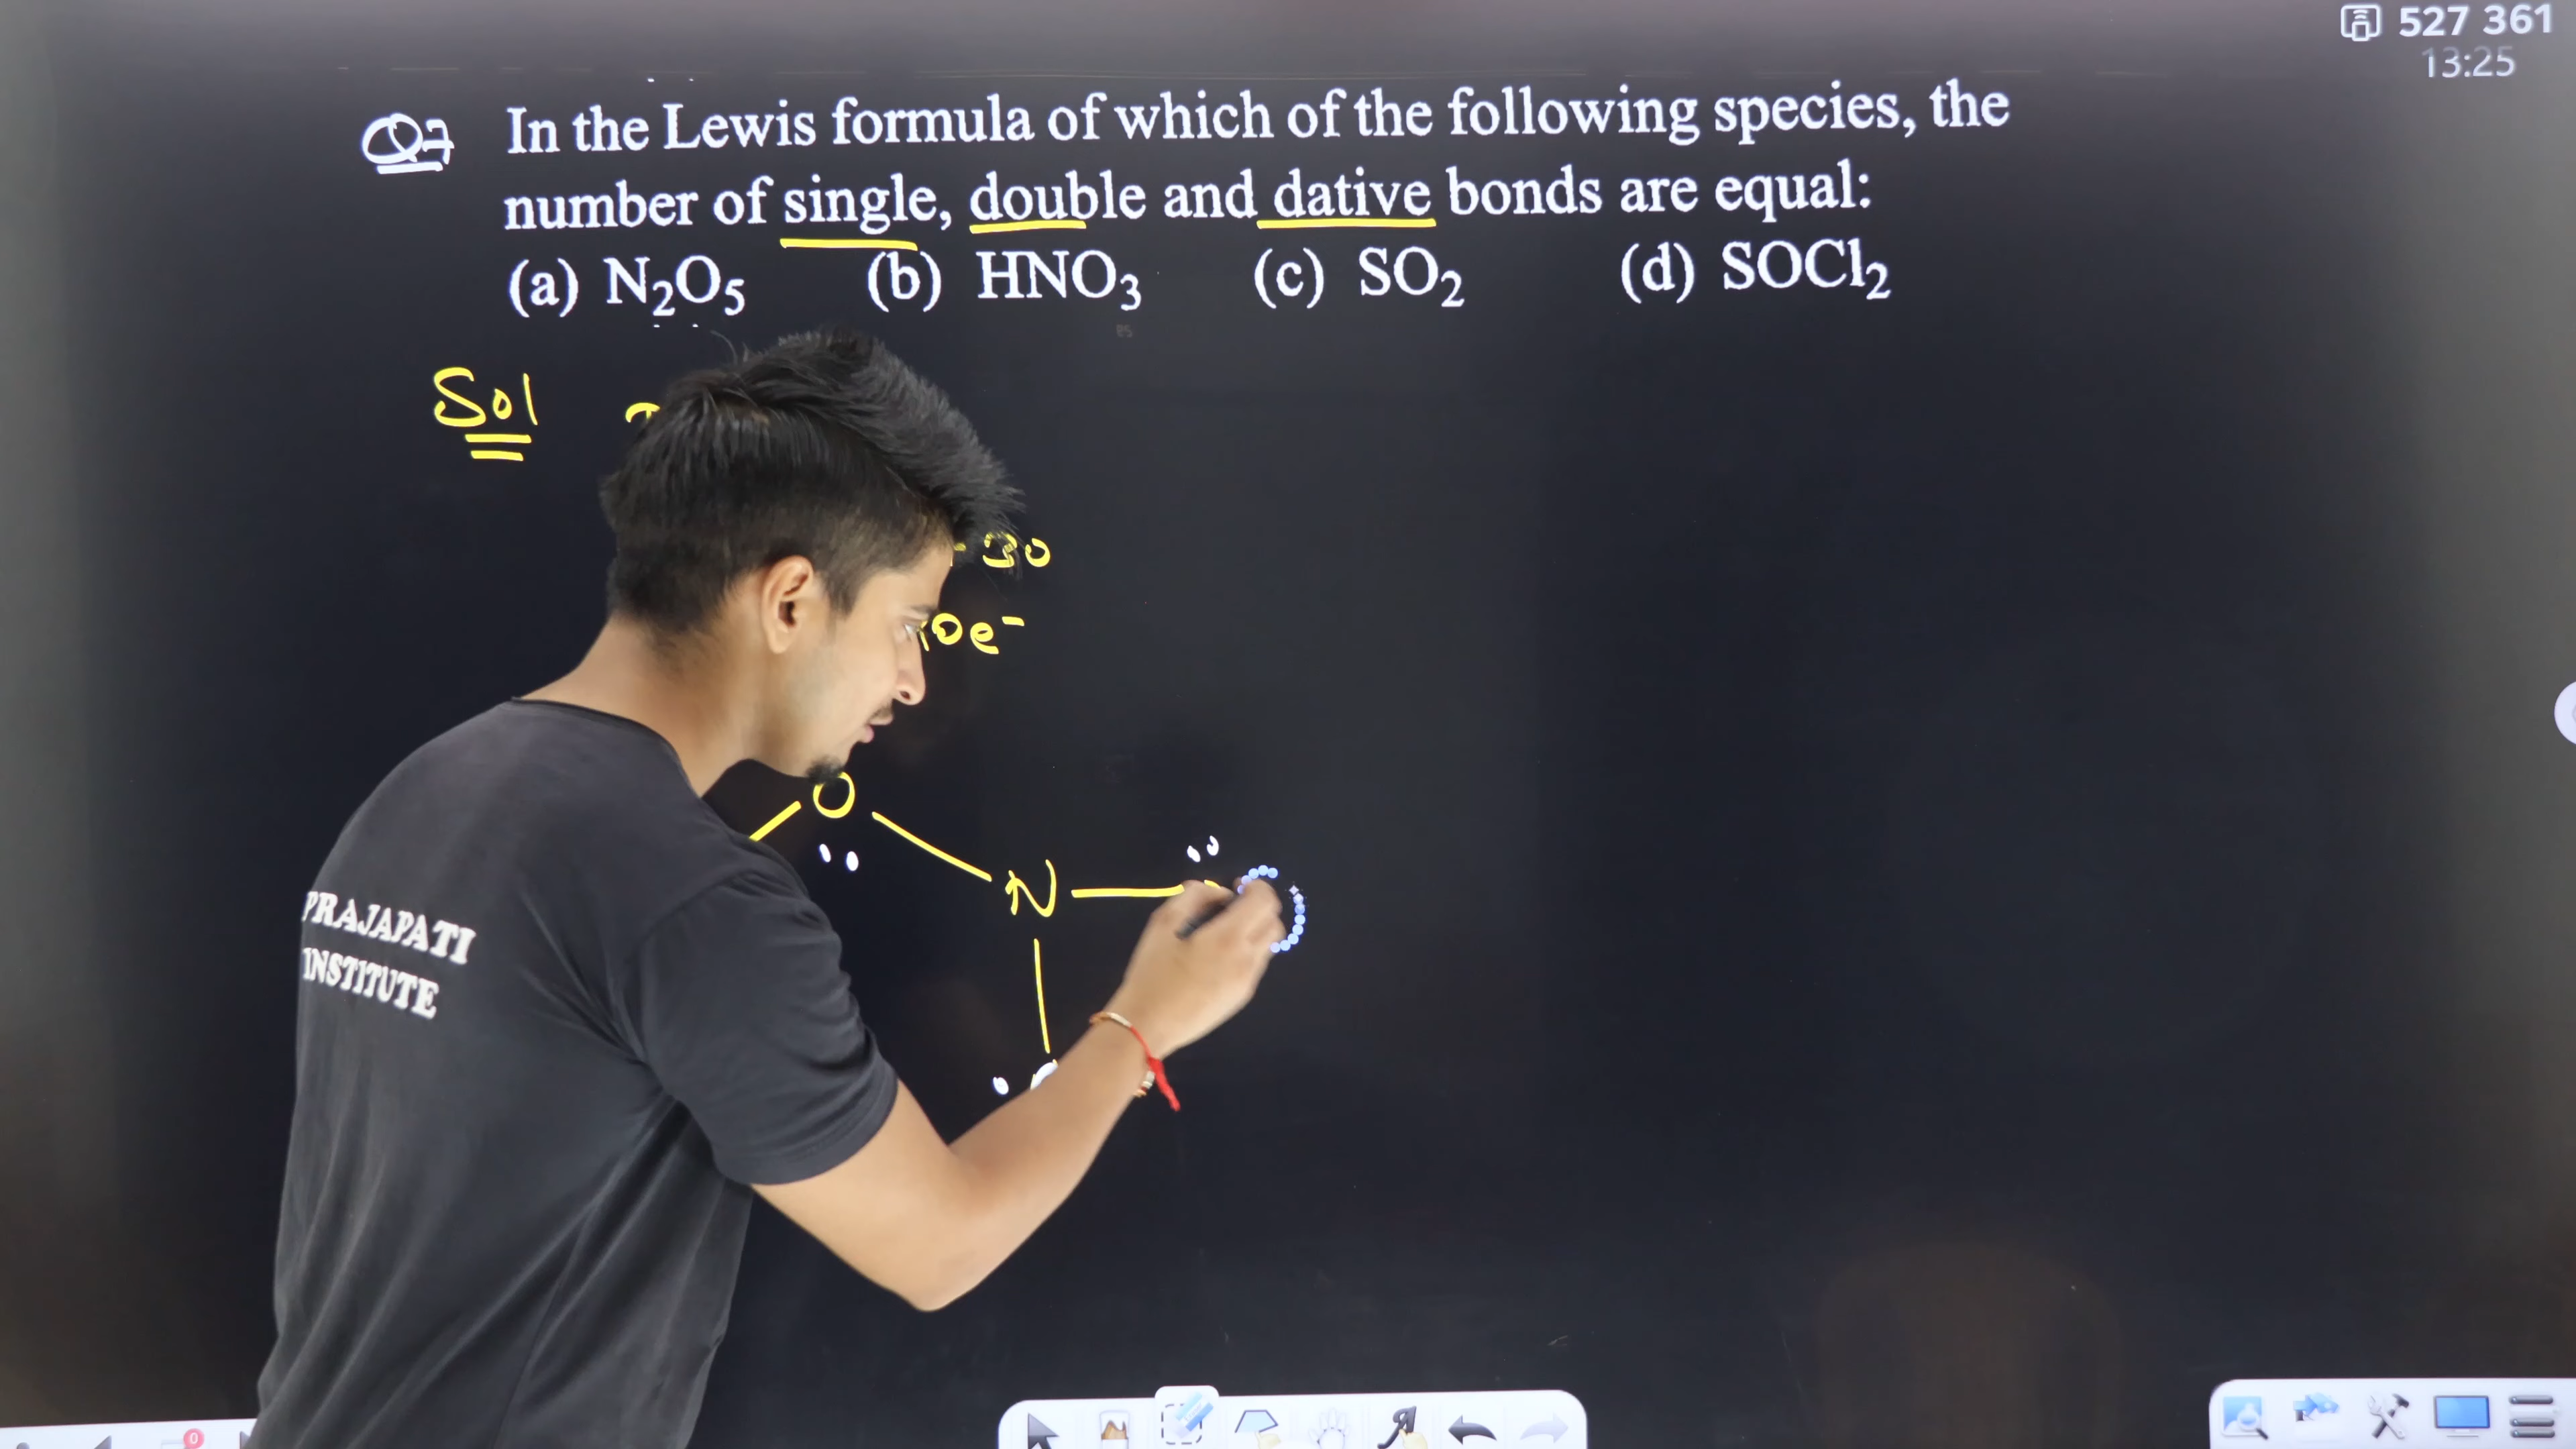 527 361
13:25
Q7 In the Lewis formula of which of the following species, the
number of single, double and dative bonds are equal:
(a) N₂O₅ (b) HNO₃ (c) SO₂ (d) SOCl₂
Sol
30
0e⁻
O
N
PRAJAPATI
INSTITUTE
0